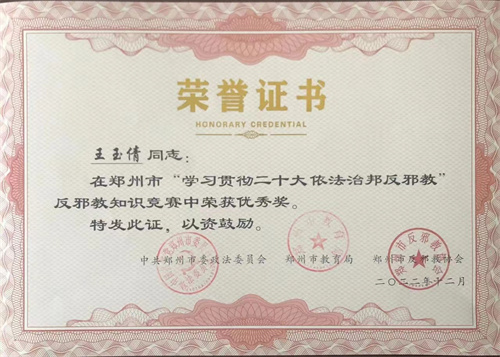 荣誉证书
HONORARY CREDENTIAL
王玉倩 同志:
在郑州市“学习贯彻二十大依法治邦反邪教”
反邪教知识竞赛中荣获优秀奖。
特发此证，以资鼓励。
中共郑州市委政法委员会 郑州市教育局 郑州市反邪教协会
二〇二二年十二月